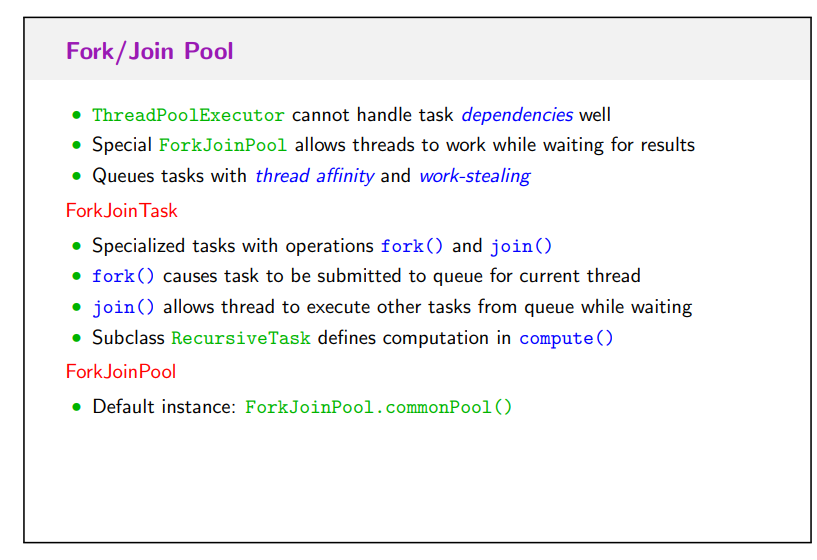 Fork/Join Pool
• ThreadPoolExecutor cannot handle task dependencies well
• Special ForkJoinPool allows threads to work while waiting for results
• Queues tasks with thread affinity and work-stealing
ForkJoinTask
• Specialized tasks with operations fork() and join()
• fork() causes task to be submitted to queue for current thread
• join() allows thread to execute other tasks from queue while waiting
• Subclass RecursiveTask defines computation in compute()
ForkJoinPool
• Default instance: ForkJoinPool.commonPool()